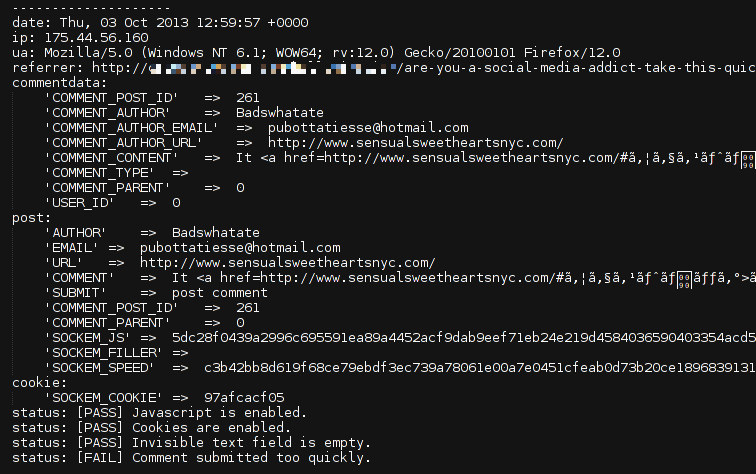 --------------------
date: Thu, 03 Oct 2013 12:59:57 +0000
ip: 175.44.56.160
ua: Mozilla/5.0 (Windows NT 6.1; WOW64; rv:12.0) Gecko/20100101 Firefox/12.0
referrer: http:// /are-you-a-social-media-addict-take-this-quic
commentdata:
'COMMENT_POST_ID' => 261
'COMMENT_AUTHOR' => Badswhatate
'COMMENT_AUTHOR_EMAIL' => pubottatiesse@hotmail.com
'COMMENT_AUTHOR_URL' => http://www.sensualsweetheartsnyc.com/
'COMMENT_CONTENT' => It <a href=http://www.sensualsweetheartsnyc.com/#ã‚¦ã‚§ã‚¹ãƒˆãƒ
'COMMENT_TYPE' =>
'COMMENT_PARENT' => 0
'USER_ID' => 0
post:
'AUTHOR' => Badswhatate
'EMAIL' => pubottatiesse@hotmail.com
'URL' => http://www.sensualsweetheartsnyc.com/
'COMMENT' => It <a href=http://www.sensualsweetheartsnyc.com/#ã‚¦ã‚§ã‚¹ãƒˆãƒ ãƒƒã‚°>ã
'SUBMIT' => post comment
'COMMENT_POST_ID' => 261
'COMMENT_PARENT' => 0
'SOCKEM_JS' => 5dc28f0439a2996c695591ea89a4452acf9dab9eef71eb24e219d4584036590403354acd5
'SOCKEM_FILLER' =>
'SOCKEM_SPEED' => c3b42bb8d619f68ce79ebdf3ec739a78061e00a7e0451cfeab0d73b20ce1896839131
cookie:
'SOCKEM_COOKIE' => 97afcacf05
status: [PASS] Javascript is enabled.
status: [PASS] Cookies are enabled.
status: [PASS] Invisible text field is empty.
status: [FAIL] Comment submitted too quickly.